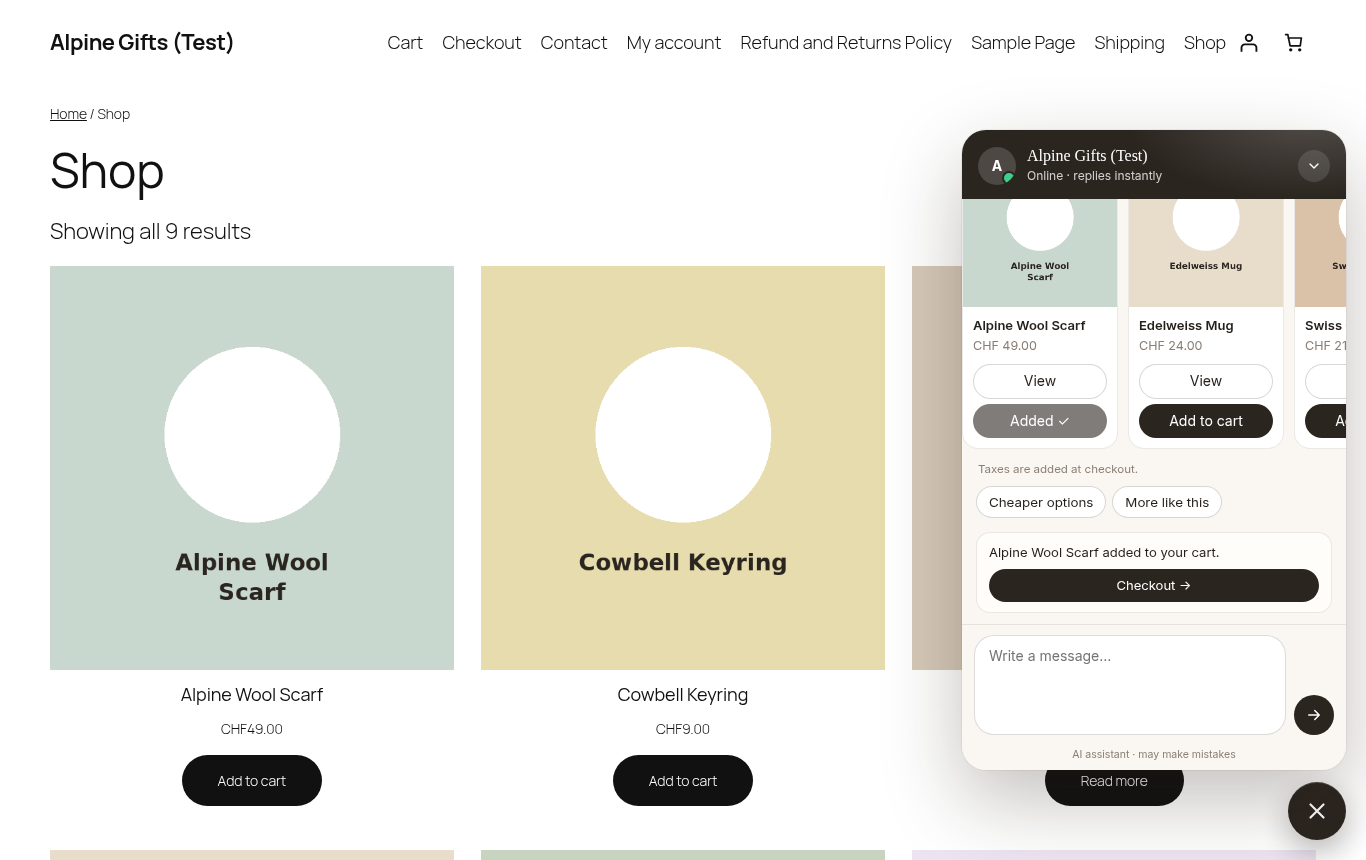 Alpine Gifts (Test)
Cart Checkout Contact My account Refund and Returns Policy Sample Page Shipping Shop
Home / Shop
Shop
Showing all 9 results
Alpine Wool
Scarf
Alpine Wool Scarf
CHF49.00
Add to cart
Cowbell Keyring
Cowbell Keyring
CHF9.00
Add to cart
Read more
A
Alpine Gifts (Test)
Online · replies instantly
Alpine Wool
Scarf
Alpine Wool Scarf
CHF 49.00
View
Added ✓
Edelweiss Mug
Edelweiss Mug
CHF 24.00
View
Add to cart
Swiss
Taxes are added at checkout.
Cheaper options
More like this
Alpine Wool Scarf added to your cart.
Checkout →
Write a message...
AI assistant · may make mistakes